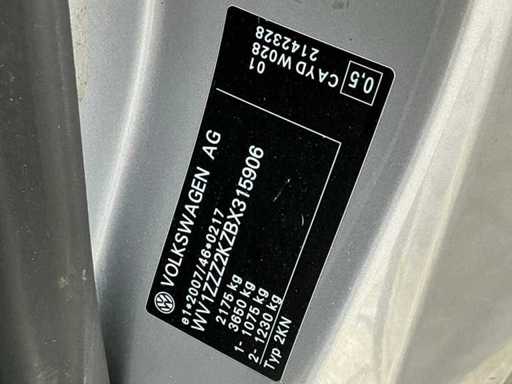 VOLKSWAGEN AG
e1*2007/46*0217
WV1ZZZ2KZBX315906
2175 kg
3650 kg
1- 1075 kg
2- 1230 kg
Typ 2KN
01
CAYD W028
2142328
0,5